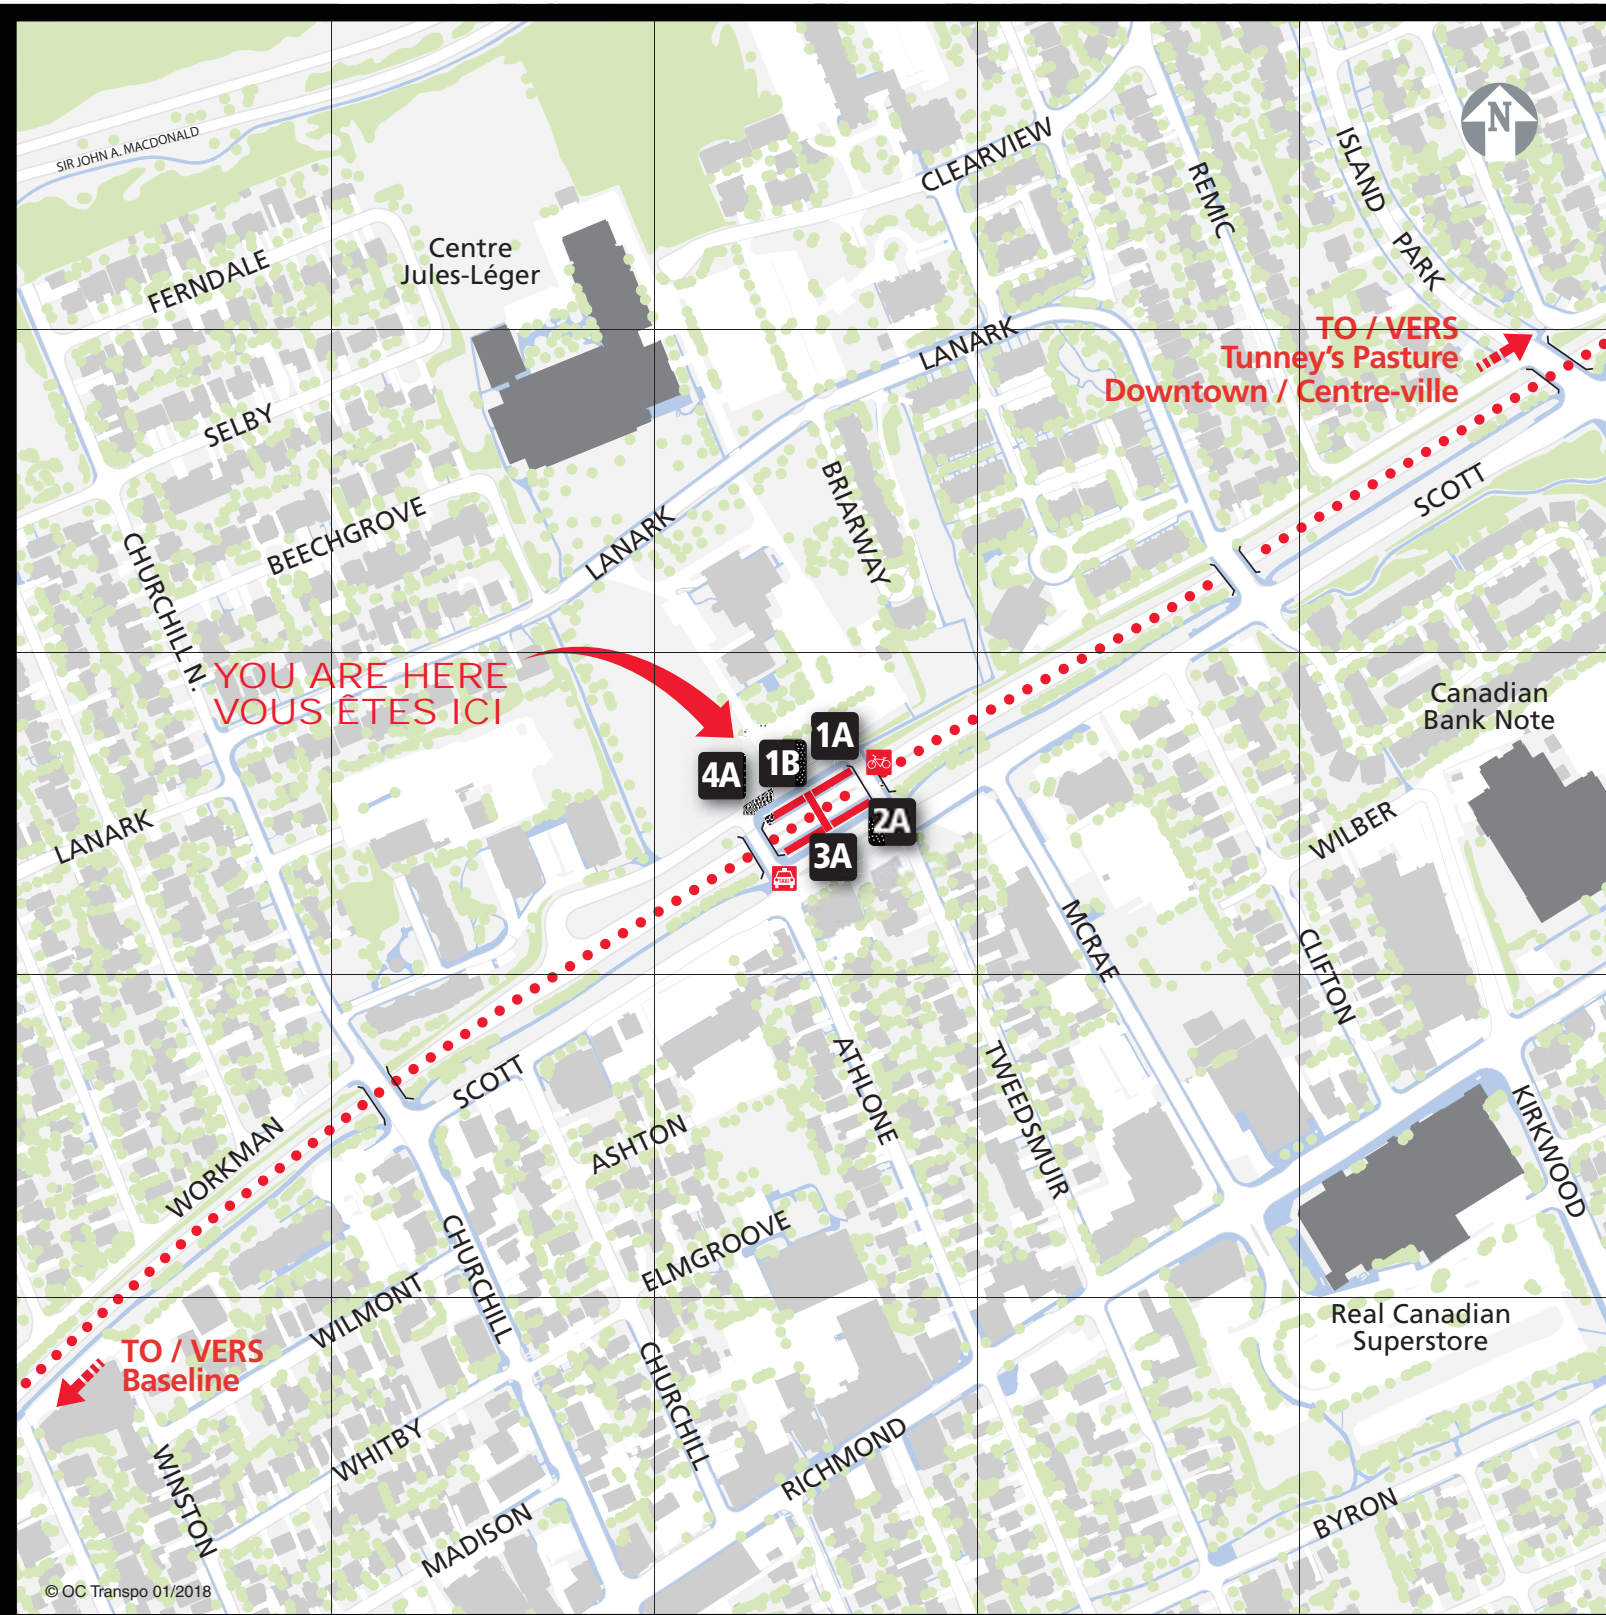 SIR JOHN A. MACDONALD
CLEARVIEW
REMIC
ISLAND
PARK
N
FERNDALE
Centre
Jules-Léger
LANARK
TO / VERS
Tunney's Pasture
Downtown / Centre-ville
SELBY
BEECHGROVE
LANARK
BRIARWAY
SCOTT
CHURCHILL N.
YOU ARE HERE
VOUS ÊTES ICI
Canadian
Bank Note
1A
1B
4A
2A
3A
TAXI
LANARK
WILBER
MCRAE
CLIFTON
SCOTT
ATHLONE
TWEEDSMUIR
KIRKWOOD
WORKMAN
ASHTON
ELMGROOVE
CHURCHILL
WILMONT
Real Canadian
Superstore
TO / VERS
Baseline
CHURCHILL
WHITBY
RICHMOND
WINSTON
MADISON
BYRON
© OC Transpo 01/2018